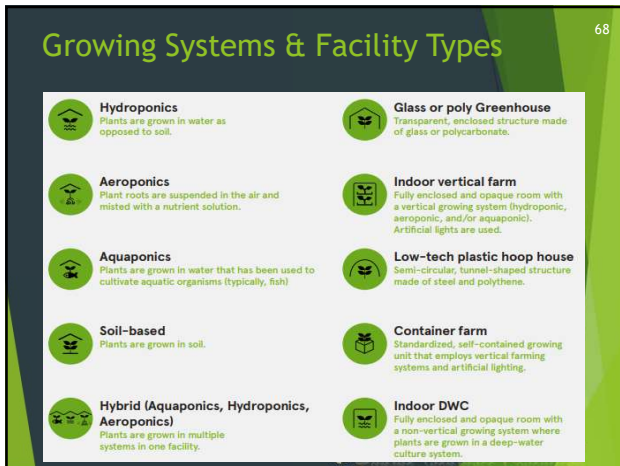 Growing Systems & Facility Types
68
Hydroponics
Plants are grown in water as
opposed to soil.
Aeroponics
Plant roots are suspended in the air and
misted with a nutrient solution.
Aquaponics
Plants are grown in water that has been used to
cultivate aquatic organisms (typically, fish)
Soil-based
Plants are grown in soil.
Hybrid (Aquaponics, Hydroponics,
Aeroponics)
Plants are grown in multiple
systems in one facility.
Glass or poly Greenhouse
Transparent, enclosed structure made
of glass or polycarbonate.
Indoor vertical farm
Fully enclosed and opaque room with
a vertical growing system (hydroponic,
aeroponic, and/or aquaponic).
Artificial lights are used.
Low-tech plastic hoop house
Semi-circular, tunnel-shaped structure
made of steel and polythene.
Container farm
Standardized, self-contained growing
unit that employs vertical farming
systems and artificial lighting.
Indoor DWC
Fully enclosed and opaque room with
a non-vertical growing system where
plants are grown in a deep-water
culture system.